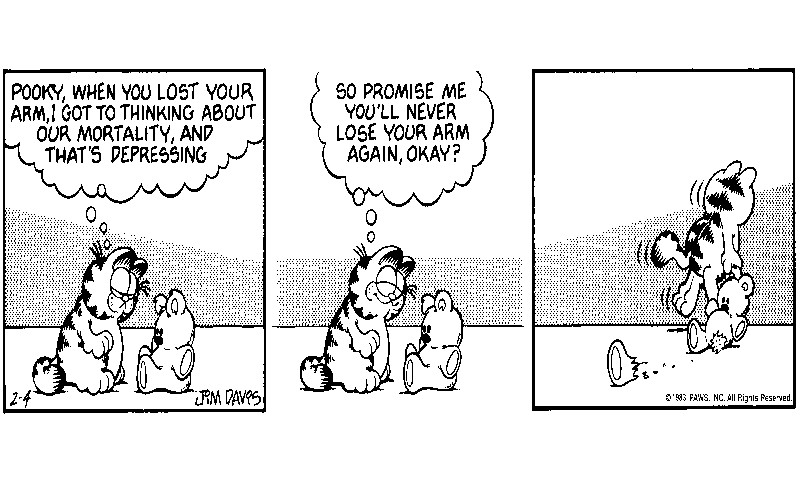 POOKY, WHEN YOU LOST YOUR
ARM, I GOT TO THINKING ABOUT
OUR MORTALITY, AND
THAT'S DEPRESSING
SO PROMISE ME
YOU'LL NEVER
LOSE YOUR ARM
AGAIN, OKAY?
2-4
JIM DAVIS
© 1983 PAWS, INC. All Rights Reserved.